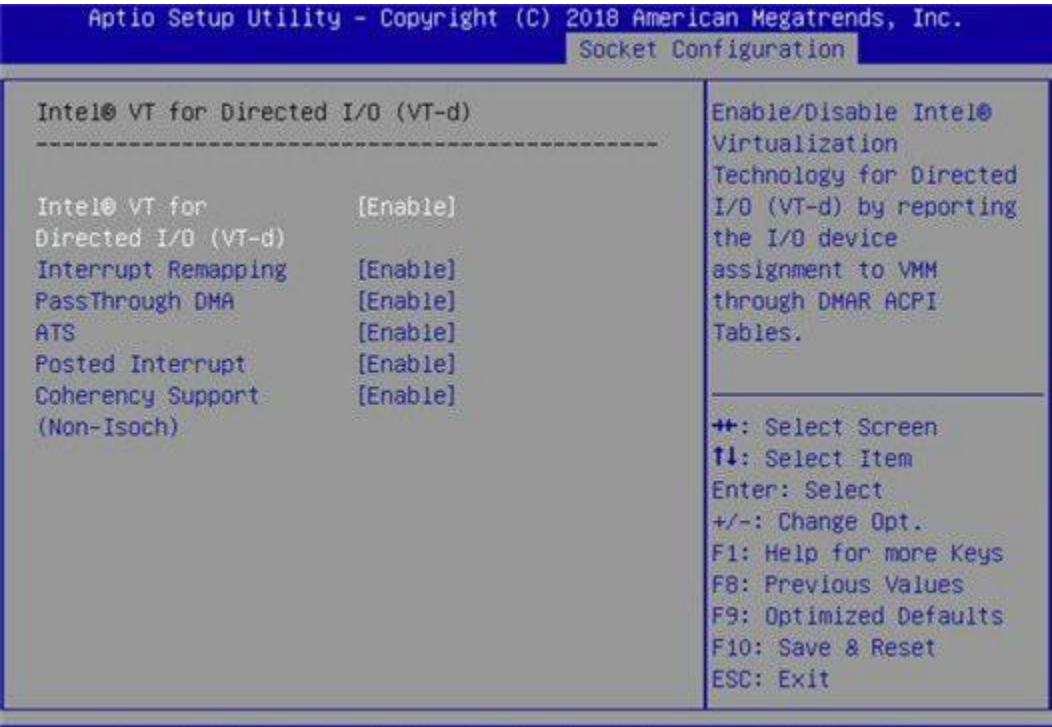 Aptio Setup Utility – Copyright (C) 2018 American Megatrends, Inc.
Socket Configuration
Intel® VT for Directed I/O (VT-d)
------------------------------------------------
Intel® VT for [Enable]
Directed I/O (VT-d)
Interrupt Remapping [Enable]
PassThrough DMA [Enable]
ATS [Enable]
Posted Interrupt [Enable]
Coherency Support [Enable]
(Non-Isoch)
Enable/Disable Intel®
Virtualization
Technology for Directed
I/O (VT-d) by reporting
the I/O device
assignment to VMM
through DMAR ACPI
Tables.
→←: Select Screen
↑↓: Select Item
Enter: Select
+/-: Change Opt.
F1: Help for more Keys
F8: Previous Values
F9: Optimized Defaults
F10: Save & Reset
ESC: Exit